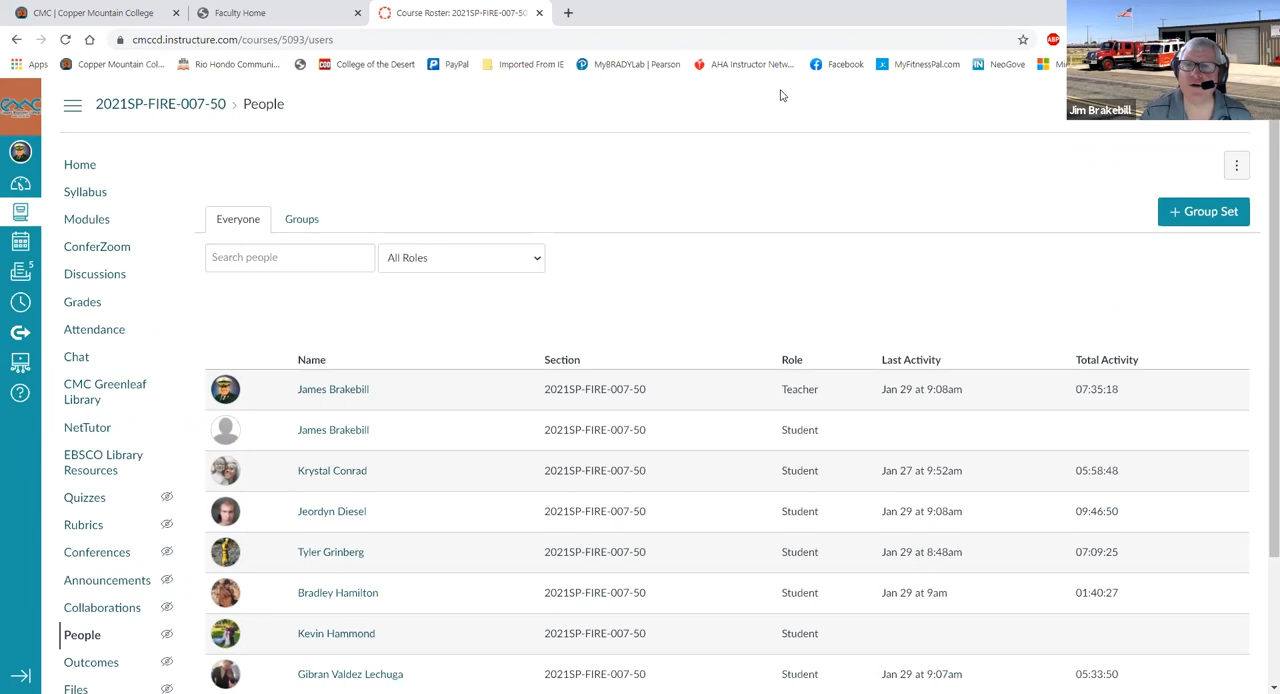 CMC | Copper Mountain College
Faculty Home
Course Roster: 2021SP-FIRE-007-50
cmccd.instructure.com/courses/5093/users
ABP
Apps
Copper Mountain Col...
Rio Hondo Communi...
COD
College of the Desert
PayPal
Imported From IE
MyBRADYLab | Pearson
AHA Instructor Netw...
Facebook
MyFitnessPal.com
NeoGove
Mi
Jim Brakebill
CMC
2021SP-FIRE-007-50 > People
Home
Syllabus
Modules
ConferZoom
Discussions
Grades
Attendance
Chat
CMC Greenleaf
Library
NetTutor
EBSCO Library
Resources
Quizzes
Rubrics
Conferences
Announcements
Collaborations
People
Outcomes
Files
5
Everyone
Groups
+ Group Set
Search people
All Roles
Name Section Role Last Activity Total Activity
James Brakebill 2021SP-FIRE-007-50 Teacher Jan 29 at 9:08am 07:35:18
James Brakebill 2021SP-FIRE-007-50 Student
Krystal Conrad 2021SP-FIRE-007-50 Student Jan 27 at 9:52am 05:58:48
Jeordyn Diesel 2021SP-FIRE-007-50 Student Jan 29 at 9:08am 09:46:50
Tyler Grinberg 2021SP-FIRE-007-50 Student Jan 29 at 8:48am 07:09:25
Bradley Hamilton 2021SP-FIRE-007-50 Student Jan 29 at 9am 01:40:27
Kevin Hammond 2021SP-FIRE-007-50 Student
Gibran Valdez Lechuga 2021SP-FIRE-007-50 Student Jan 29 at 9:07am 05:33:50